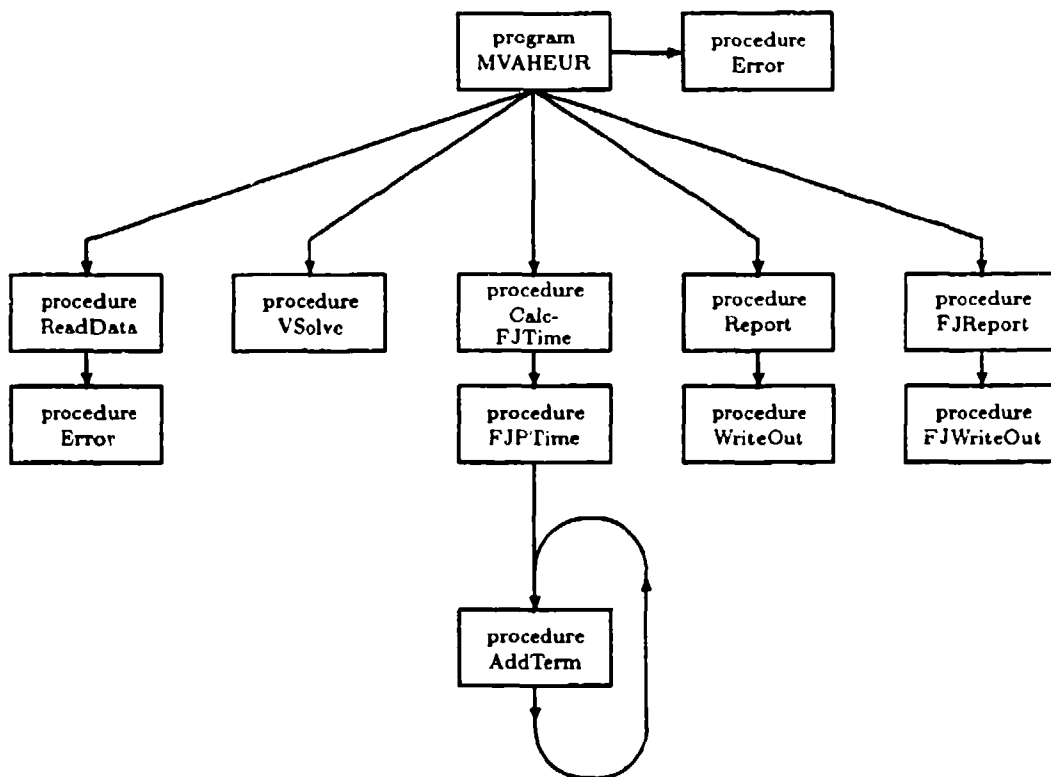 program
MVAHEUR
procedure
Error
procedure
ReadData
procedure
VSolve
procedure
Calc-
FJTime
procedure
Report
procedure
FJReport
procedure
Error
procedure
FJPTime
procedure
WriteOut
procedure
FJWriteOut
procedure
AddTerm